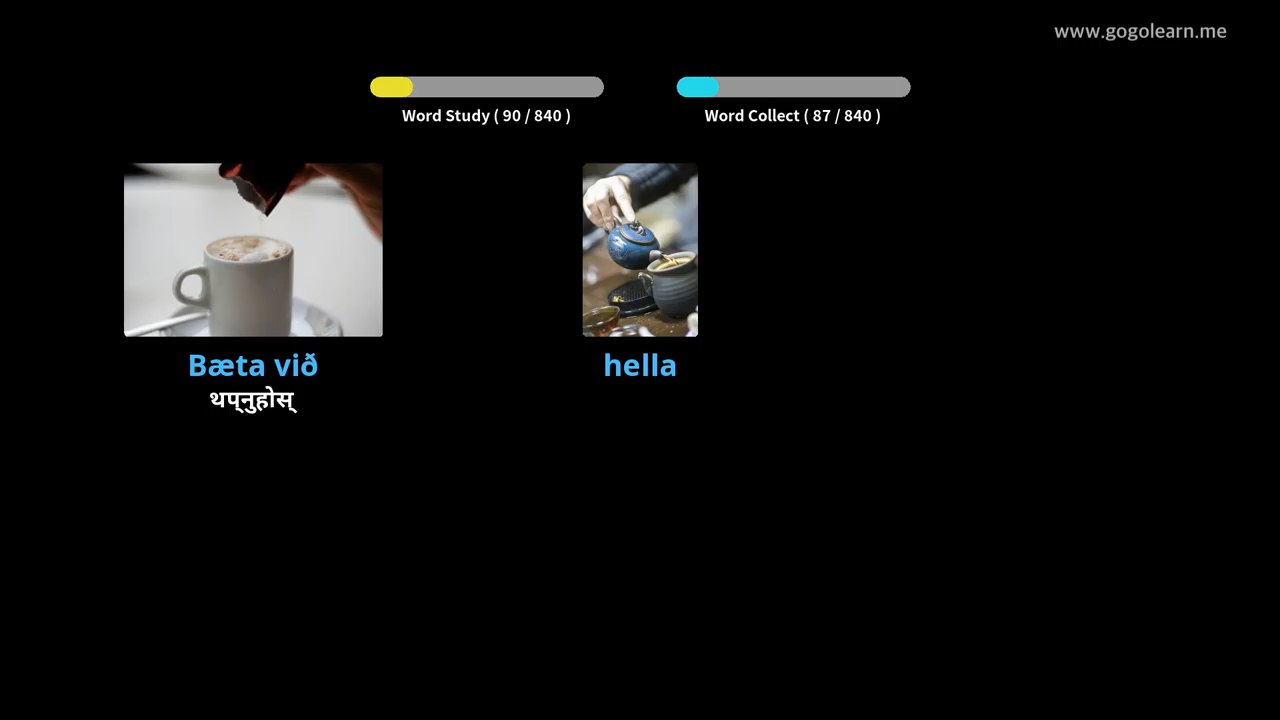 www.gogolearn.me
Word Study ( 90 / 840 )
Word Collect ( 87 / 840 )
Bæta við
थप्नुहोस्
hella